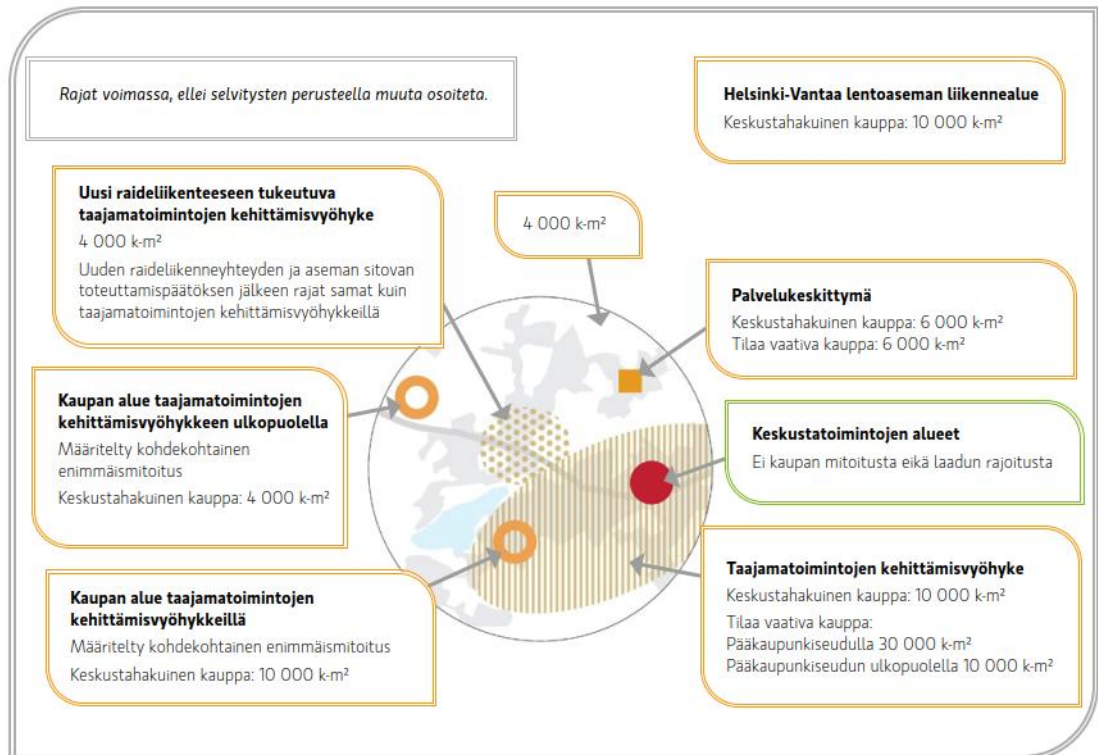 Rajat voimassa, ellei selvitysten perusteella muuta osoiteta.
Helsinki-Vantaa lentoaseman liikennealue
Keskustahakuinen kauppa: 10 000 k-m²
Uusi raideliikenteeseen tukeutuva
taajamatoimintojen kehittämisvyöhyke
4 000 k-m²
Uuden raideliikenneyhteyden ja aseman sitovan
toteuttamispäätöksen jälkeen rajat samat kuin
taajamatoimintojen kehittämisvyöhykkeillä
4 000 k-m²
Palvelukeskittymä
Keskustahakuinen kauppa: 6 000 k-m²
Tilaa vaativa kauppa: 6 000 k-m²
Kaupan alue taajamatoimintojen
kehittämisvyöhykkeen ulkopuolella
Määritelty kohdekohtainen
enimmäismitoitus
Keskustahakuinen kauppa: 4 000 k-m²
Keskustatoimintojen alueet
Ei kaupan mitoitusta eikä laadun rajoitusta
Kaupan alue taajamatoimintojen
kehittämisvyöhykkeillä
Määritelty kohdekohtainen enimmäismitoitus
Keskustahakuinen kauppa: 10 000 k-m²
Taajamatoimintojen kehittämisvyöhyke
Keskustahakuinen kauppa: 10 000 k-m²
Tilaa vaativa kauppa:
Pääkaupunkiseudulla 30 000 k-m²
Pääkaupunkiseudun ulkopuolella 10 000 k-m²